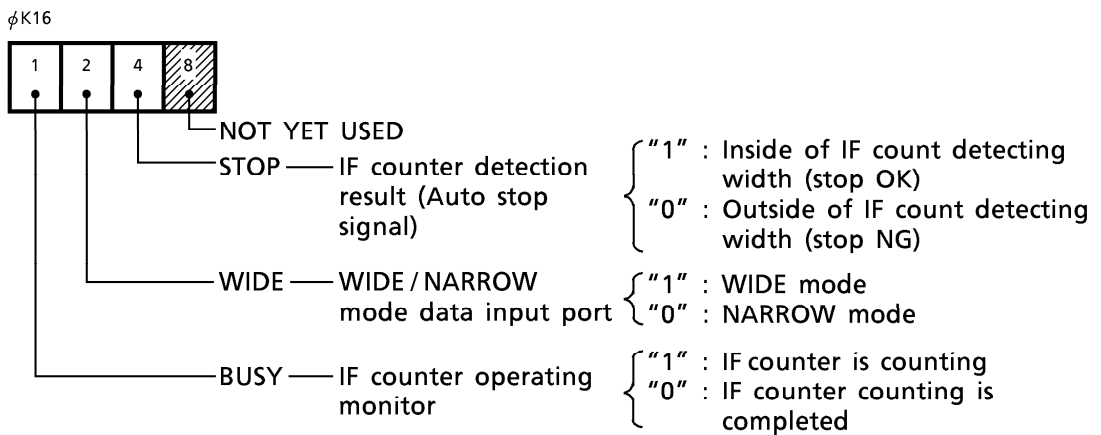 ϕK16
1 2 4 8
NOT YET USED
STOP — IF counter detection
result (Auto stop
signal)
“1” : Inside of IF count detecting
width (stop OK)
“0” : Outside of IF count detecting
width (stop NG)
WIDE — WIDE / NARROW
mode data input port
“1” : WIDE mode
“0” : NARROW mode
BUSY — IF counter operating
monitor
“1” : IF counter is counting
“0” : IF counter counting is
completed